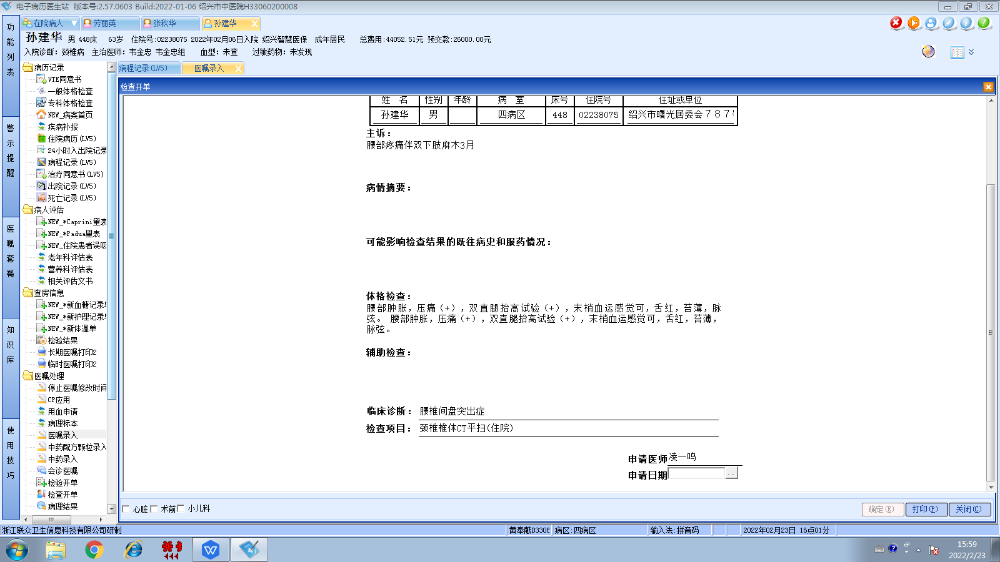 电子病历医生站 版本号:2.57.0603 Build:2022-01-06 绍兴市中医院H33060200008
在院病人 劳丽英 张秋华 孙建华
孙建华 男 448床 63岁 住院号:02238075 2022年02月06日入院 绍兴智慧医保 成年居民 总费用:44052.51元 预交款:26000.00元
入院诊断: 颈椎病 主治医师: 韦金忠 韦金忠组 血型: 未查 过敏药物: 未发现
功能列表
警示提醒
医嘱套餐
知识库
使用技巧
病历记录
VTE同意书
一般体格检查
专科体格检查
NEW_病案首页
疾病补报
住院病历(LV5)
24小时入出院记录
病程记录(LV5)
治疗同意书(LV5)
出院记录(LV5)
死亡记录(LV5)
病人评估
NEW_*Caprini量表
NEW_*Padua量表
NEW_住院患者误吸
老年科评估表
营养科评估表
相关评估文书
查房信息
NEW_*新血糖记录单
NEW_*新护理记录单
NEW_*新体温单
检验结果
长期医嘱打印2
临时医嘱打印2
医嘱处理
停止医嘱修改时间
CP应用
用血申请
病理标本
医嘱录入
中药配方颗粒录入
中药录入
会诊医嘱
检验开单
检查开单
病理结果
病程记录(LV5) 医嘱录入
检查开单
姓 名 性别 年龄 病 室 床号 住院号 住址或单位
孙建华 男 四病区 448 02238075 绍兴市曙光居委会７８７
主诉:
腰部疼痛伴双下肢麻木3月
病情摘要:
可能影响检查结果的既往病史和服药情况:
体格检查:
腰部肿胀，压痛（+），双直腿抬高试验（+），末梢血运感觉可，舌红，苔薄，脉
弦。 腰部肿胀，压痛（+），双直腿抬高试验（+），末梢血运感觉可，舌红，苔薄，
脉弦。
辅助检查:
临床诊断: 腰椎间盘突出症
检查项目: 颈椎椎体CT平扫(住院)
申请医师 凌一鸣
申请日期 ..
心脏 术前 小儿科
确定(E) 打印(P) 关闭(C)
浙江联众卫生信息科技有限公司研制 黄奉献D3306 病区: 四病区 输入法: 拼音码 2022年02月23日 16点01分
15:59
2022/2/23